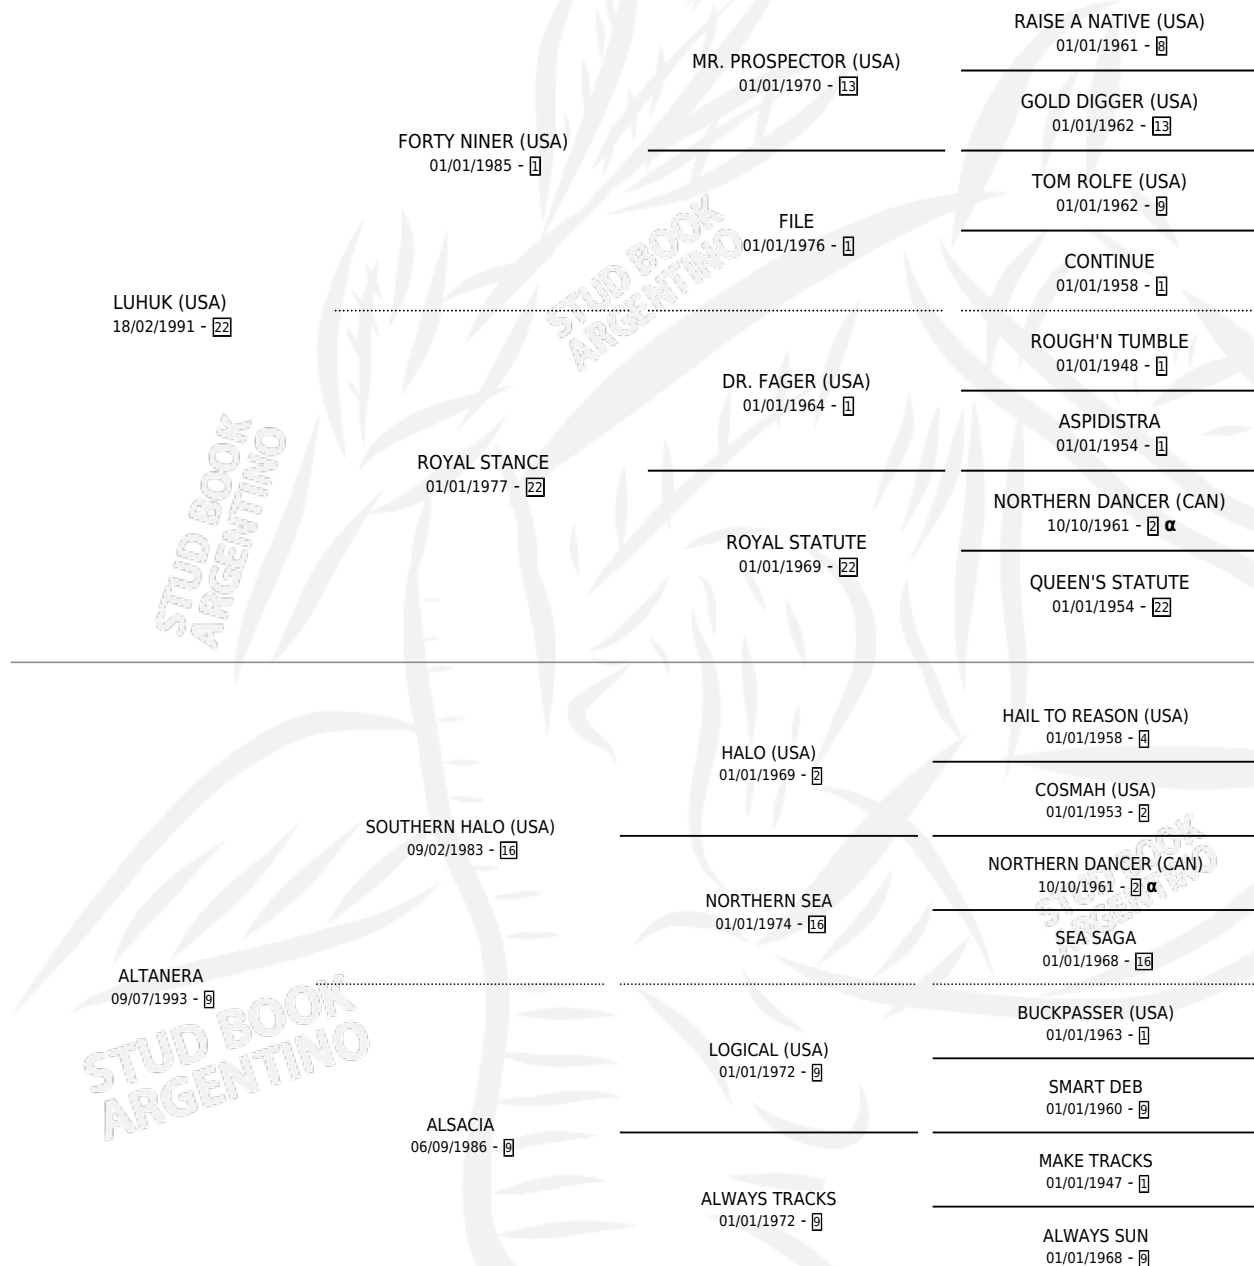 RAISE A NATIVE (USA)
01/01/1961 - 8
MR. PROSPECTOR (USA)
01/01/1970 - 13
GOLD DIGGER (USA)
01/01/1962 - 13
FORTY NINER (USA)
01/01/1985 - 1
TOM ROLFE (USA)
01/01/1962 - 9
FILE
01/01/1976 - 1
CONTINUE
01/01/1958 - 1
LUHUK (USA)
18/02/1991 - 22
ROUGH'N TUMBLE
01/01/1948 - 1
DR. FAGER (USA)
01/01/1964 - 1
ASPIDISTRA
01/01/1954 - 1
ROYAL STANCE
01/01/1977 - 22
NORTHERN DANCER (CAN)
10/10/1961 - 2 α
ROYAL STATUTE
01/01/1969 - 22
QUEEN'S STATUTE
01/01/1954 - 22
HAIL TO REASON (USA)
01/01/1958 - 4
HALO (USA)
01/01/1969 - 2
COSMAH (USA)
01/01/1953 - 2
SOUTHERN HALO (USA)
09/02/1983 - 16
NORTHERN DANCER (CAN)
10/10/1961 - 2 α
NORTHERN SEA
01/01/1974 - 16
SEA SAGA
01/01/1968 - 16
ALTANERA
09/07/1993 - 9
BUCKPASSER (USA)
01/01/1963 - 1
LOGICAL (USA)
01/01/1972 - 9
SMART DEB
01/01/1960 - 9
ALSACIA
06/09/1986 - 9
MAKE TRACKS
01/01/1947 - 1
ALWAYS TRACKS
01/01/1972 - 9
ALWAYS SUN
01/01/1968 - 9
STUD BOOK
ARGENTINO
STUD BOOK
ARGENTINO
STUD BOOK
ARGENTINO
STUD BOOK
ARGENTINO